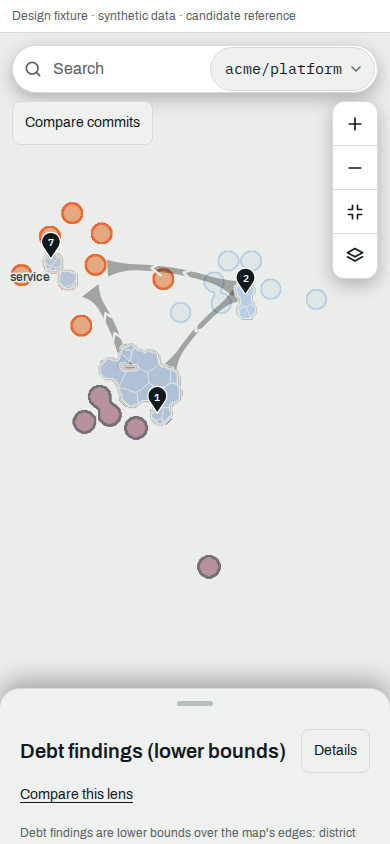 Design fixture · synthetic data · candidate reference
Search
acme/platform
Compare commits
7
service
2
1
Debt findings (lower bounds)
Details
Compare this lens
Debt findings are lower bounds over the map's edges: district